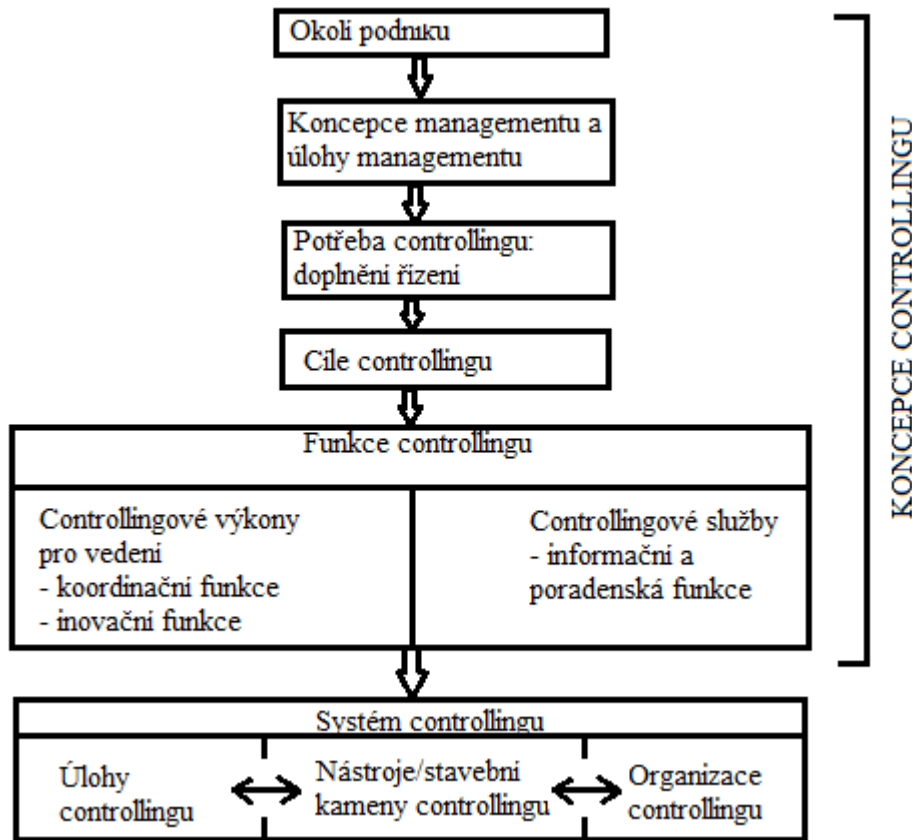 Okolí podniku
Koncepce managementu a
úlohy managementu
Potřeba controllingu:
doplnění řízení
Cíle controllingu
Funkce controllingu
Controllingové výkony
pro vedení
- koordinační funkce
- inovační funkce
Controllingové služby
- informační a
poradenská funkce
KONCEPCE CONTROLLINGU
Systém controllingu
Úlohy
controllingu
Nástroje/stavební
kameny controllingu
Organizace
controllingu